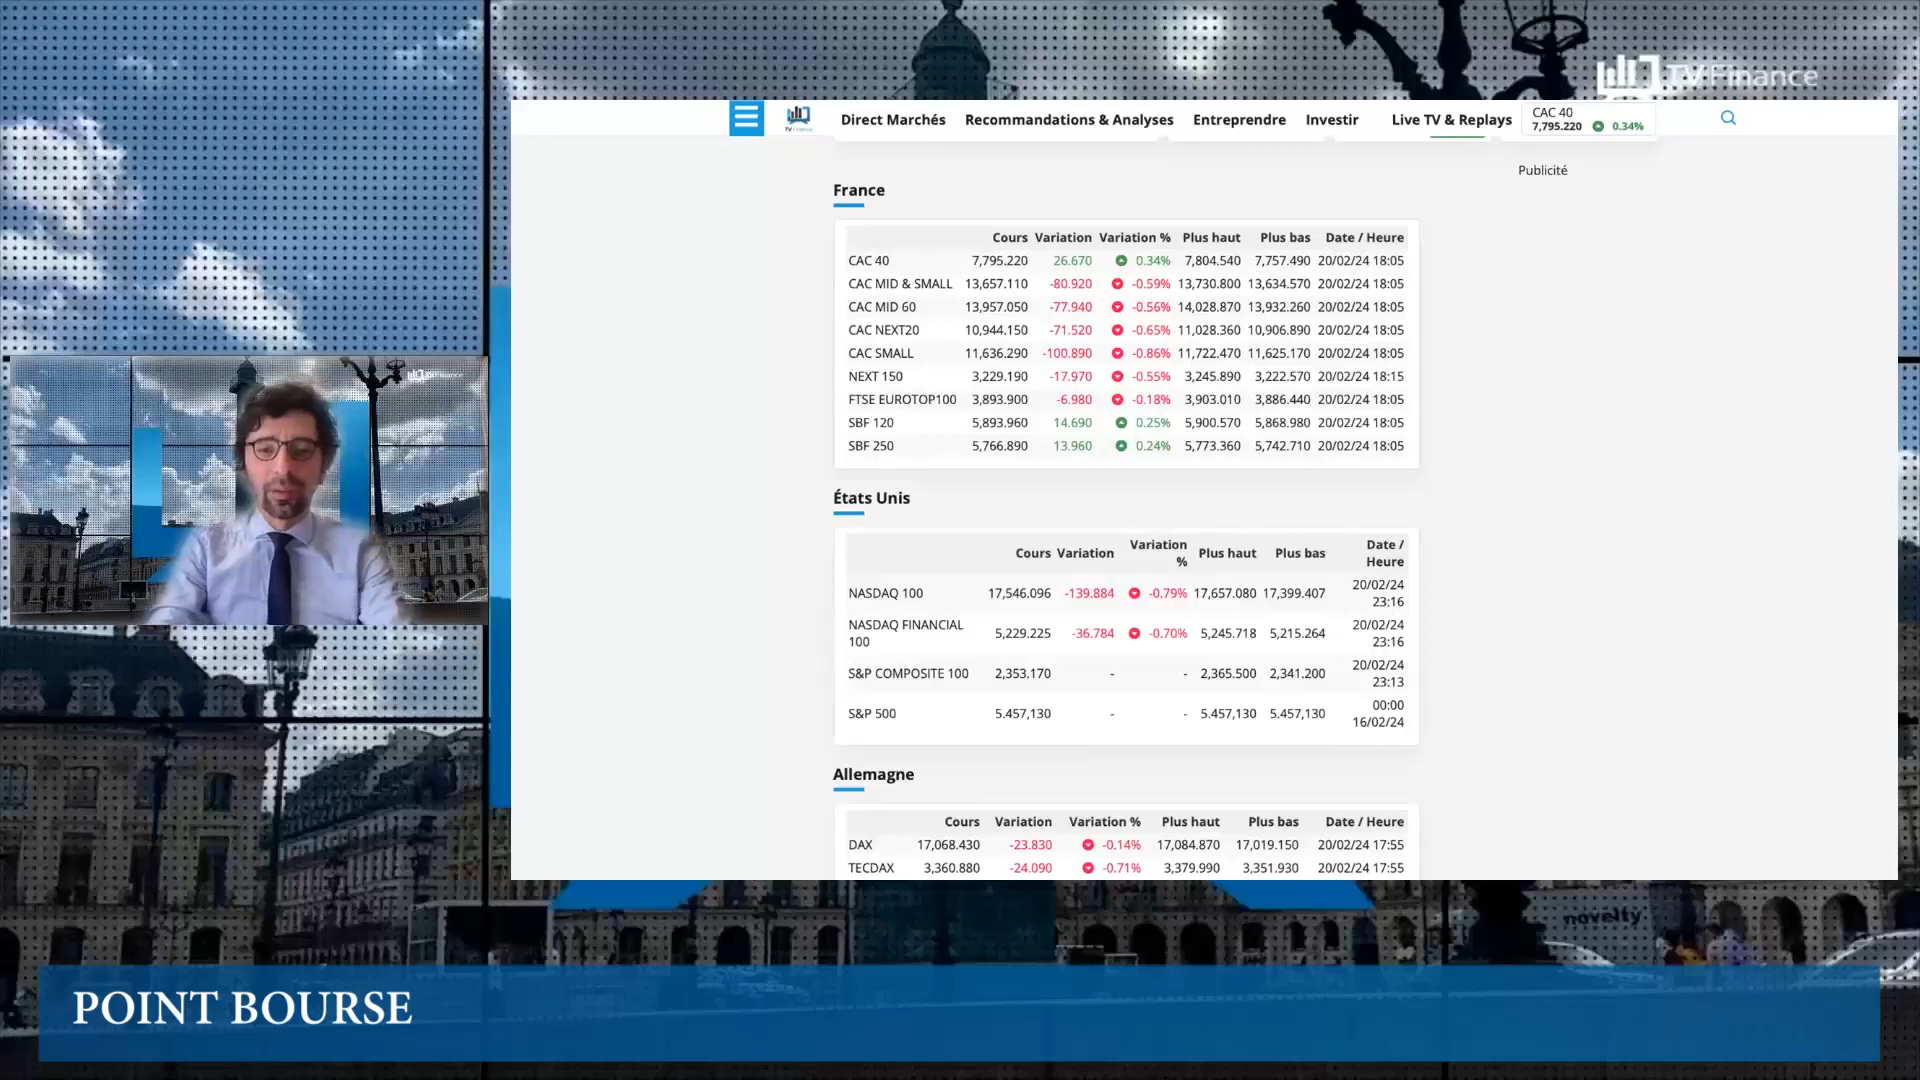 TV Finance
Direct Marchés Recommandations & Analyses Entreprendre Investir Live TV & Replays
CAC 40
7,795.220 0.34%
Publicité
France
Cours Variation Variation % Plus haut Plus bas Date / Heure
CAC 40 7,795.220 26.670 0.34% 7,804.540 7,757.490 20/02/24 18:05
CAC MID & SMALL 13,657.110 -80.920 -0.59% 13,730.800 13,634.570 20/02/24 18:05
CAC MID 60 13,957.050 -77.940 -0.56% 14,028.870 13,932.260 20/02/24 18:05
CAC NEXT20 10,944.150 -71.520 -0.65% 11,028.360 10,906.890 20/02/24 18:05
CAC SMALL 11,636.290 -100.890 -0.86% 11,722.470 11,625.170 20/02/24 18:05
NEXT 150 3,229.190 -17.970 -0.55% 3,245.890 3,222.570 20/02/24 18:15
FTSE EUROTOP100 3,893.900 -6.980 -0.18% 3,903.010 3,886.440 20/02/24 18:05
SBF 120 5,893.960 14.690 0.25% 5,900.570 5,868.980 20/02/24 18:05
SBF 250 5,766.890 13.960 0.24% 5,773.360 5,742.710 20/02/24 18:05
États Unis
Cours Variation Variation % Plus haut Plus bas Date / Heure
NASDAQ 100 17,546.096 -139.884 -0.79% 17,657.080 17,399.407 20/02/24 23:16
NASDAQ FINANCIAL 100 5,229.225 -36.784 -0.70% 5,245.718 5,215.264 20/02/24 23:16
S&P COMPOSITE 100 2,353.170 - - 2,365.500 2,341.200 20/02/24 23:13
S&P 500 5.457,130 - - 5.457,130 5.457,130 00:00 16/02/24
Allemagne
Cours Variation Variation % Plus haut Plus bas Date / Heure
DAX 17,068.430 -23.830 -0.14% 17,084.870 17,019.150 20/02/24 17:55
TECDAX 3,360.880 -24.090 -0.71% 3,379.990 3,351.930 20/02/24 17:55
novelty
POINT BOURSE